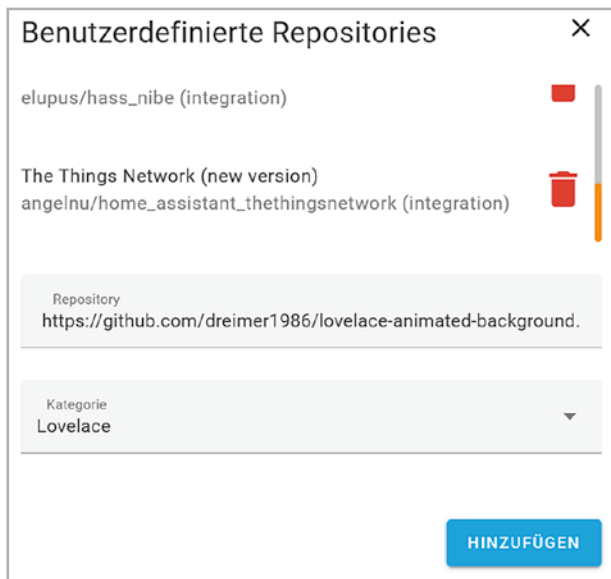 Benutzerdefinierte Repositories
elupus/hass_nibe (integration)
The Things Network (new version)
angelnu/home_assistant_thethingsnetwork (integration)
Repository
https://github.com/dreimer1986/lovelace-animated-background.
Kategorie
Lovelace
HINZUFÜGEN